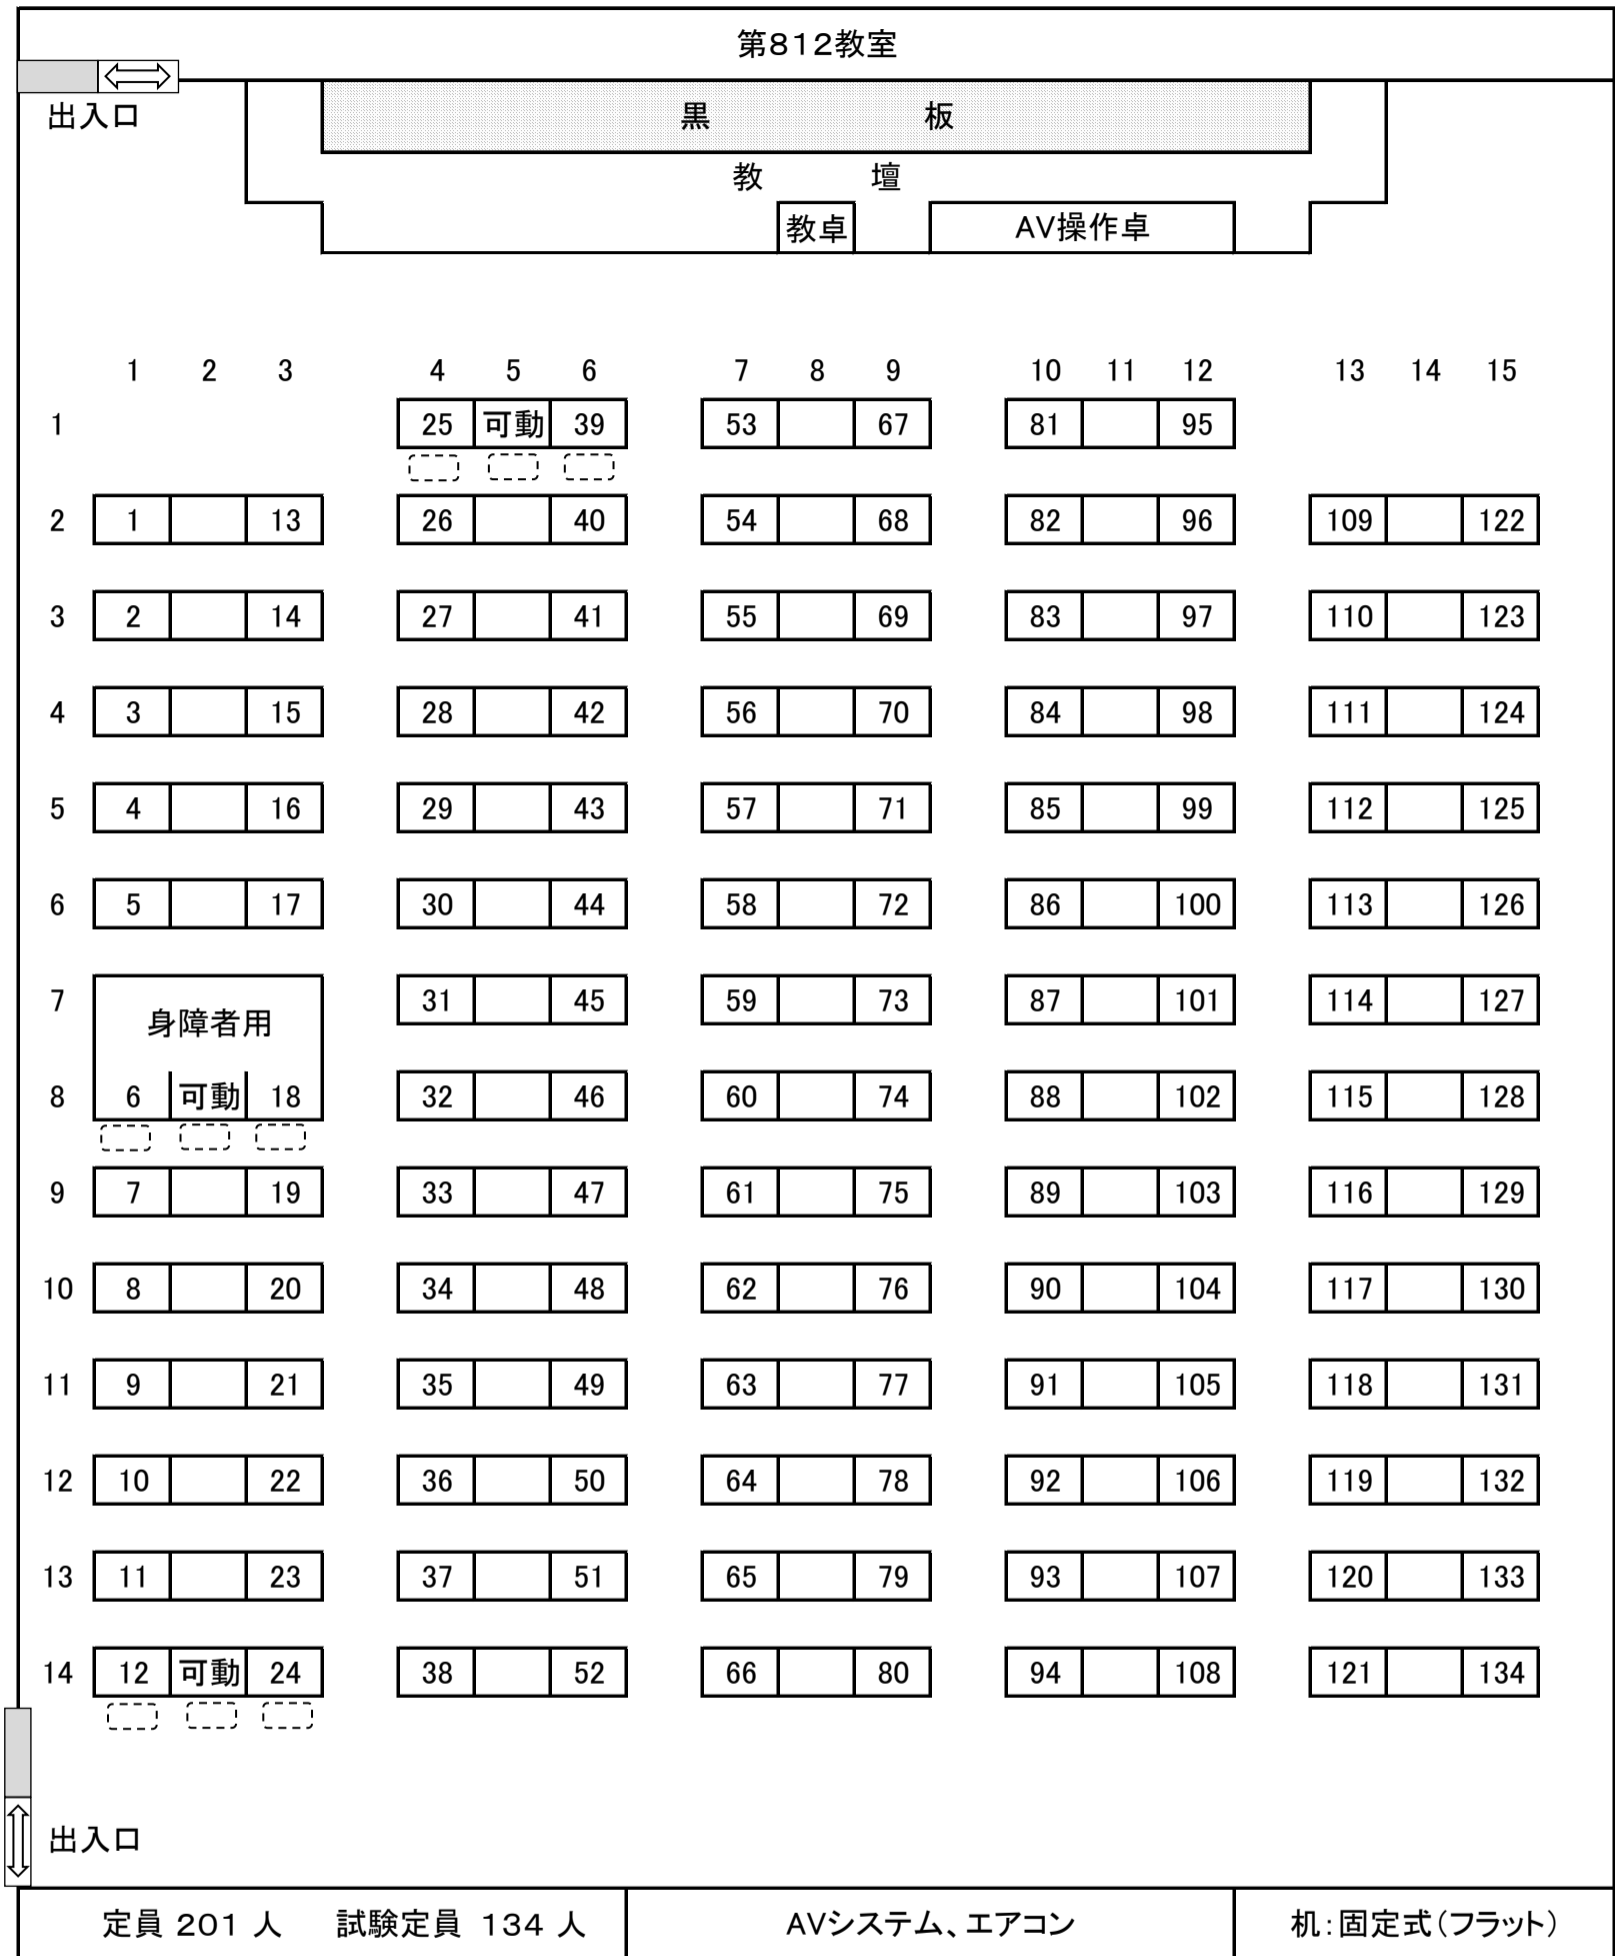 第812教室
出入口
黒 板
教 壇
教卓 AV操作卓
1 2 3 4 5 6 7 8 9 10 11 12 13 14 15
1 25 可動 39 53 67 81 95
2 1 13 26 40 54 68 82 96 109 122
3 2 14 27 41 55 69 83 97 110 123
4 3 15 28 42 56 70 84 98 111 124
5 4 16 29 43 57 71 85 99 112 125
6 5 17 30 44 58 72 86 100 113 126
7 身障者用 31 45 59 73 87 101 114 127
8 6 可動 18 32 46 60 74 88 102 115 128
9 7 19 33 47 61 75 89 103 116 129
10 8 20 34 48 62 76 90 104 117 130
11 9 21 35 49 63 77 91 105 118 131
12 10 22 36 50 64 78 92 106 119 132
13 11 23 37 51 65 79 93 107 120 133
14 12 可動 24 38 52 66 80 94 108 121 134
出入口
定員 201 人 試験定員 134 人 AVシステム、エアコン 机:固定式(フラット)